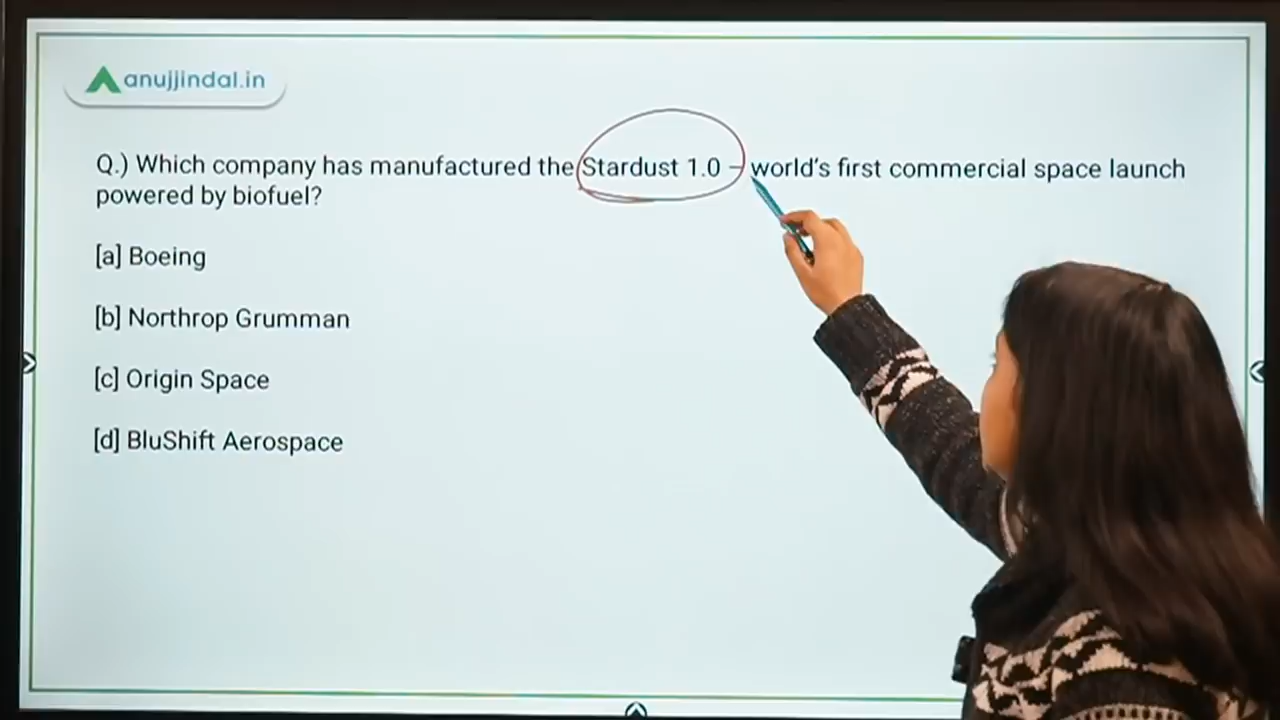 anujjindal.in
Q.) Which company has manufactured the Stardust 1.0 – world's first commercial space launch
powered by biofuel?
[a] Boeing
[b] Northrop Grumman
[c] Origin Space
[d] BluShift Aerospace